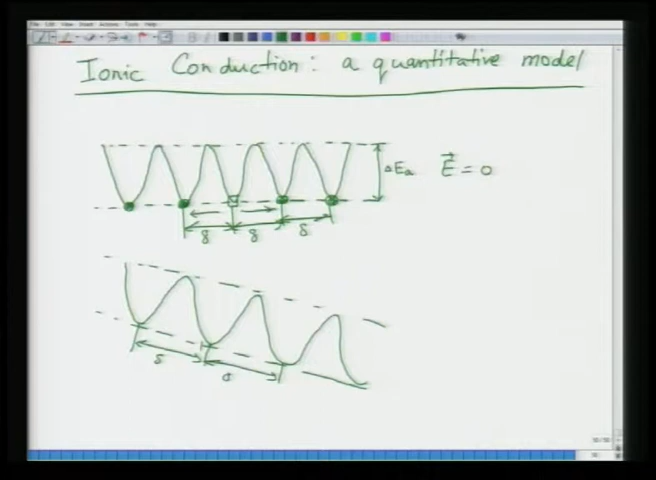 Ionic Conduction: a quantitative model
ΔEa E⃗ = 0
δ δ δ
δ